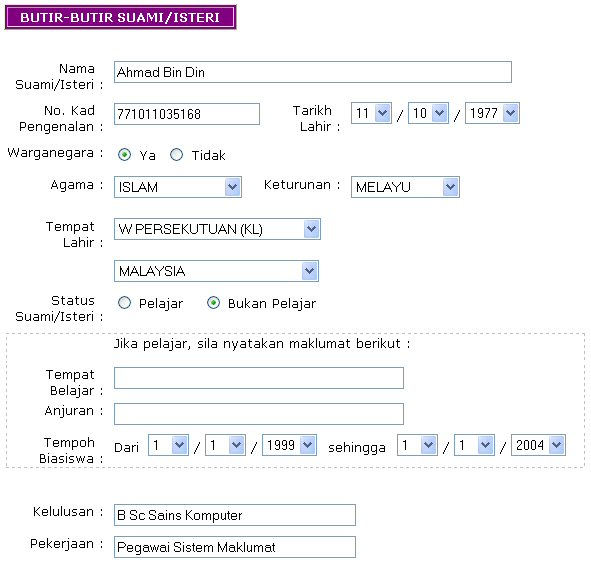 BUTIR-BUTIR SUAMI/ISTERI
Nama Suami/Isteri : Ahmad Bin Din
No. Kad Pengenalan : 771011035168 Tarikh Lahir : 11 / 10 / 1977
Warganegara : Ya Tidak
Agama : ISLAM Keturunan : MELAYU
Tempat Lahir : W PERSEKUTUAN (KL)
MALAYSIA
Status Suami/Isteri : Pelajar Bukan Pelajar
Jika pelajar, sila nyatakan maklumat berikut :
Tempat Belajar :
Anjuran :
Tempoh Biasiswa : Dari 1 / 1 / 1999 sehingga 1 / 1 / 2004
Kelulusan : B Sc Sains Komputer
Pekerjaan : Pegawai Sistem Maklumat